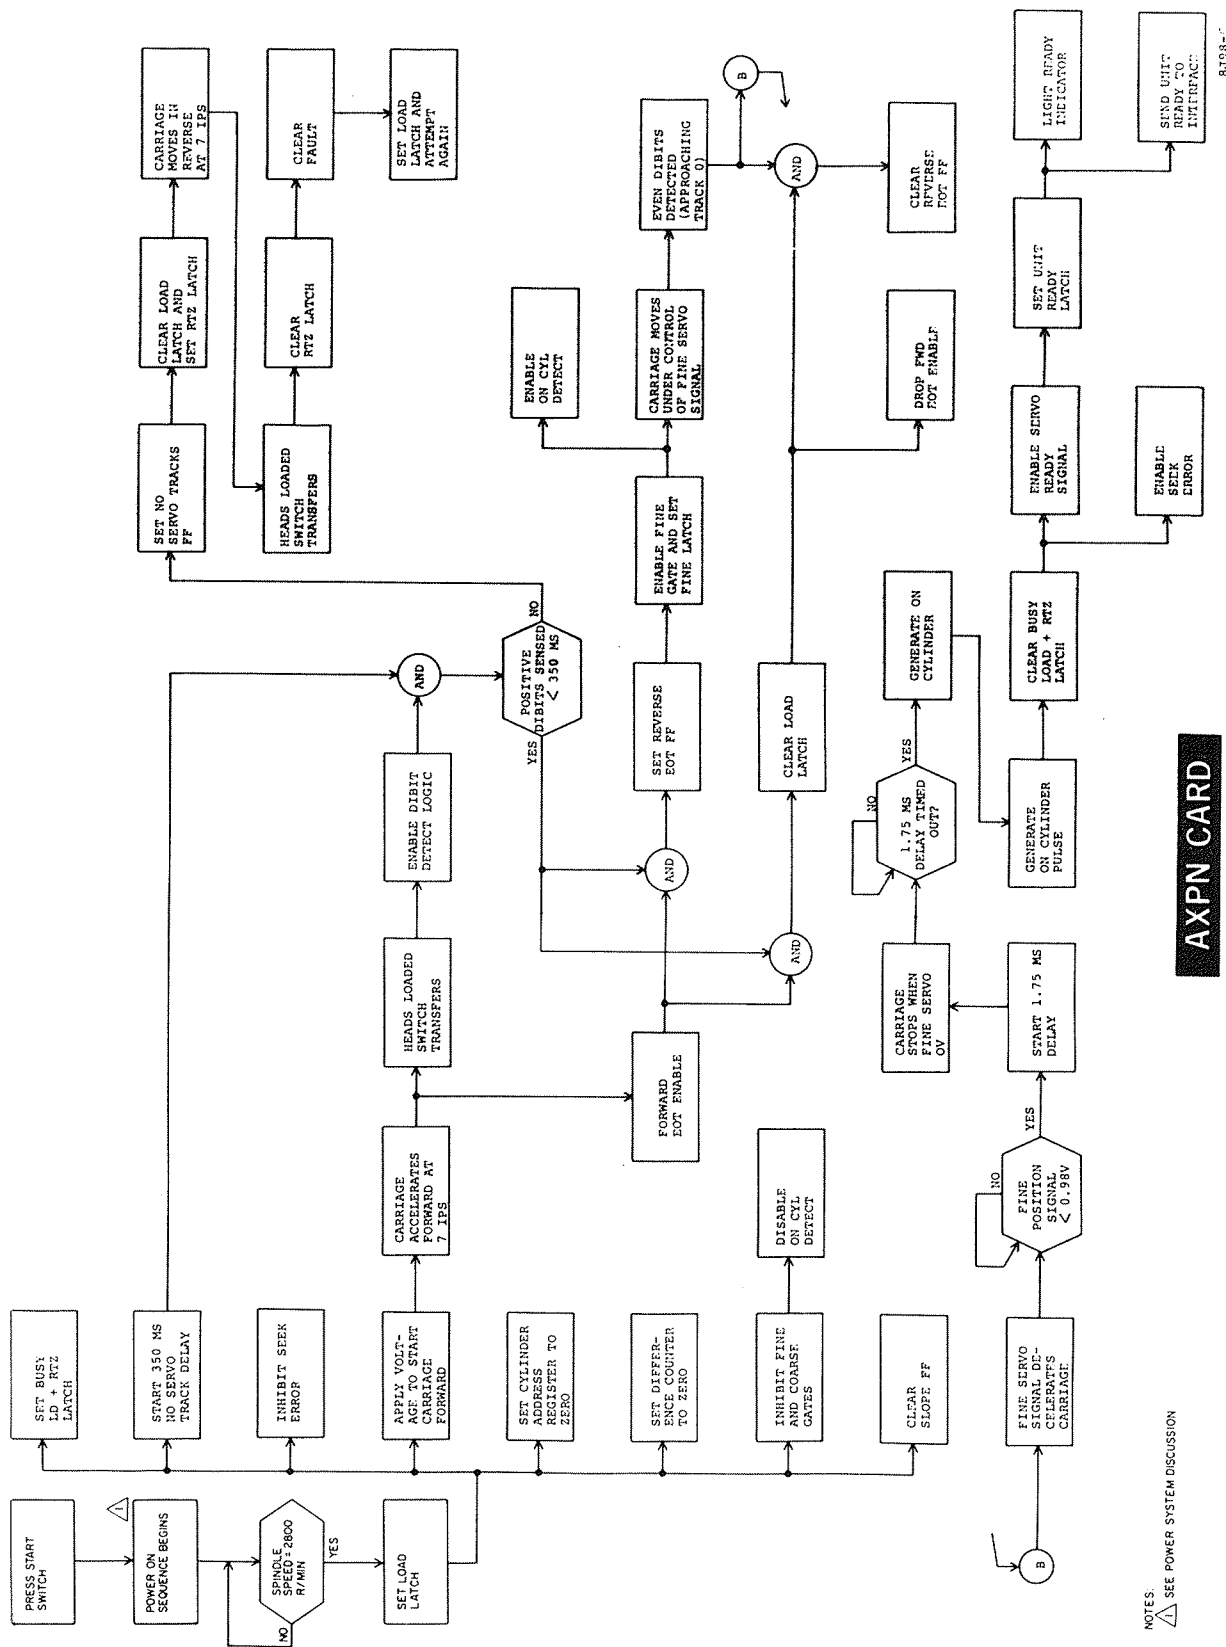 PRESS START
SWITCH
POWER ON
SEQUENCE BEGINS
1
SPINDLE
SPEED = 2800
R/MIN
NO
YES
SET LOAD
LATCH
SET BUSY
LD + RTZ
LATCH
START 350 MS
NO SERVO
TRACK DELAY
INHIBIT SEEK
ERROR
APPLY VOLT-
AGE TO START
CARRIAGE
FORWARD
SET CYLINDER
ADDRESS
REGISTER TO
ZERO
SET DIFFER-
ENCE COUNTER
TO ZERO
INHIBIT FINE
AND COARSE
GATES
CLEAR
SLOPE FF
CARRIAGE
ACCELERATES
FORWARD AT
7 IPS
DISABLE
ON CYL
DETECT
HEADS LOADED
SWITCH
TRANSFERS
FORWARD
EOT ENABLE
ENABLE DIBIT
DETECT LOGIC
AND
POSITIVE
DIBITS SENSED
< 350 MS
YES
NO
SET NO
SERVO TRACKS
FF
CLEAR LOAD
LATCH AND
SET RTZ LATCH
CARRIAGE
MOVES IN
REVERSE
AT 7 IPS
HEADS LOADED
SWITCH
TRANSFERS
CLEAR
RTZ LATCH
CLEAR
FAULT
SET LOAD
LATCH AND
ATTEMPT
AGAIN
AND
SET REVERSE
EOT FF
ENABLE FINE
GATE AND SET
FINE LATCH
ENABLE
ON CYL
DETECT
CARRIAGE MOVES
UNDER CONTROL
OF FINE SERVO
SIGNAL
EVEN DIBITS
DETECTED
(APPROACHING
TRACK 0)
B
AND
CLEAR LOAD
LATCH
DROP FWD
EOT ENABLE
AND
CLEAR
REVERSE
EOT FF
B
FINE SERVO
SIGNAL DE-
CELERATES
CARRIAGE
FINE
POSITION
SIGNAL
< 0.98V
NO
YES
START 1.75 MS
DELAY
CARRIAGE
STOPS WHEN
FINE SERVO
OV
1.75 MS
DELAY TIMED
OUT?
NO
YES
GENERATE ON
CYLINDER
GENERATE
ON CYLINDER
PULSE
CLEAR BUSY
LOAD + RTZ
LATCH
ENABLE SERVO
READY
SIGNAL
ENABLE
SEEK
ERROR
SET UNIT
READY
LATCH
LIGHT READY
INDICATOR
SEND UNIT
READY TO
INTERFACE
NOTES:
1 SEE POWER SYSTEM DISCUSSION
AXPN CARD